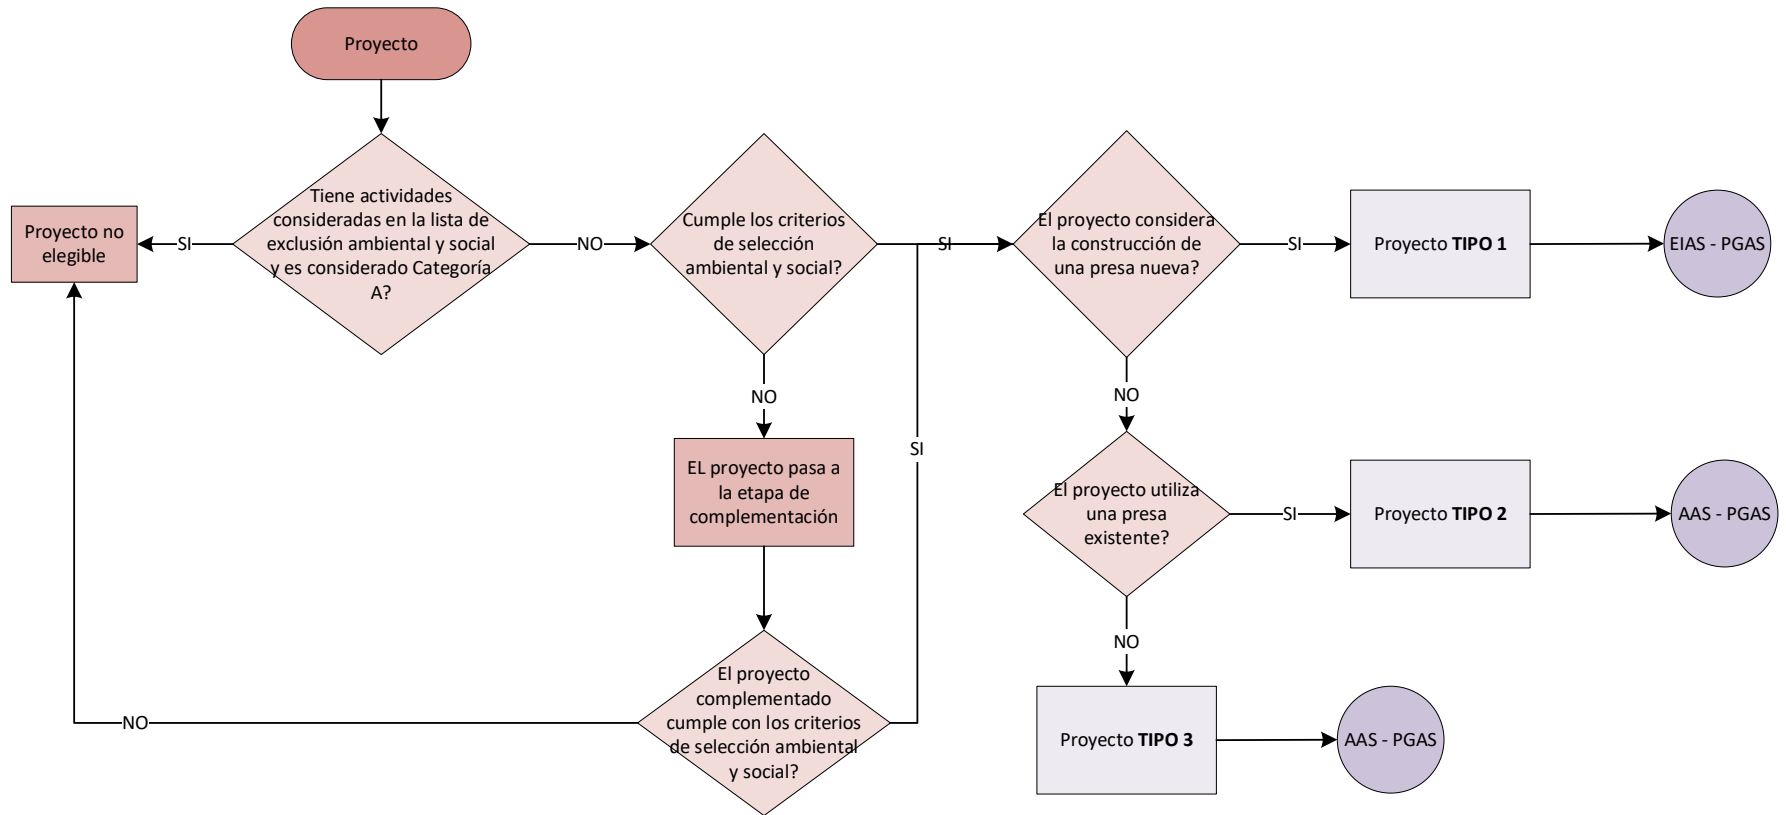 Proyecto
Tiene actividades
consideradas en la lista de
exclusión ambiental y social
y es considerado Categoría
A?
SI
Proyecto no
elegible
NO
Cumple los criterios
de selección
ambiental y social?
SI
NO
EL proyecto pasa a
la etapa de
complementación
El proyecto
complementado
cumple con los criterios
de selección ambiental
y social?
NO
SI
El proyecto considera
la construcción de
una presa nueva?
SI
Proyecto TIPO 1
EIAS - PGAS
NO
El proyecto utiliza
una presa
existente?
SI
Proyecto TIPO 2
AAS - PGAS
NO
Proyecto TIPO 3
AAS - PGAS